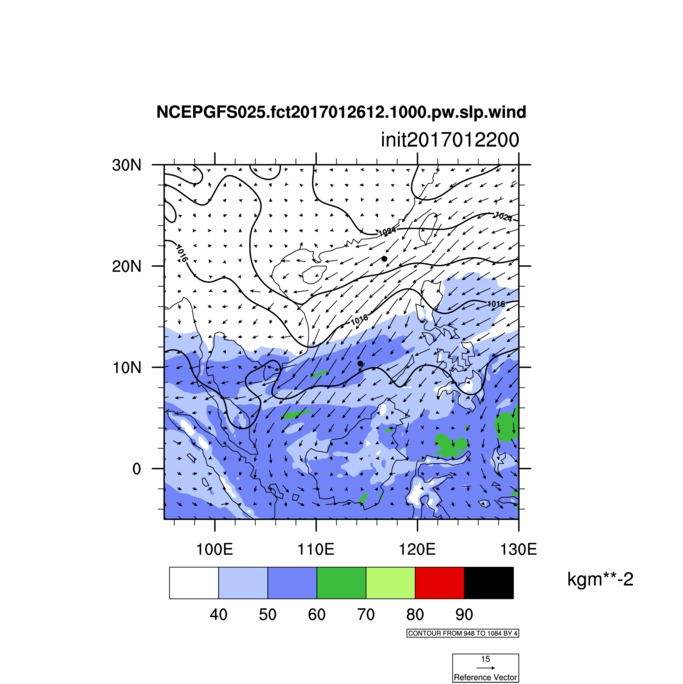 NCEPGFS025.fct2017012612.1000.pw.slp.wind
init2017012200
30N
1024
1024
1016
20N
1016
1016
10N
0
100E 110E 120E 130E
kgm**-2
40 50 60 70 80 90
CONTOUR FROM 948 TO 1084 BY 4
15
Reference Vector